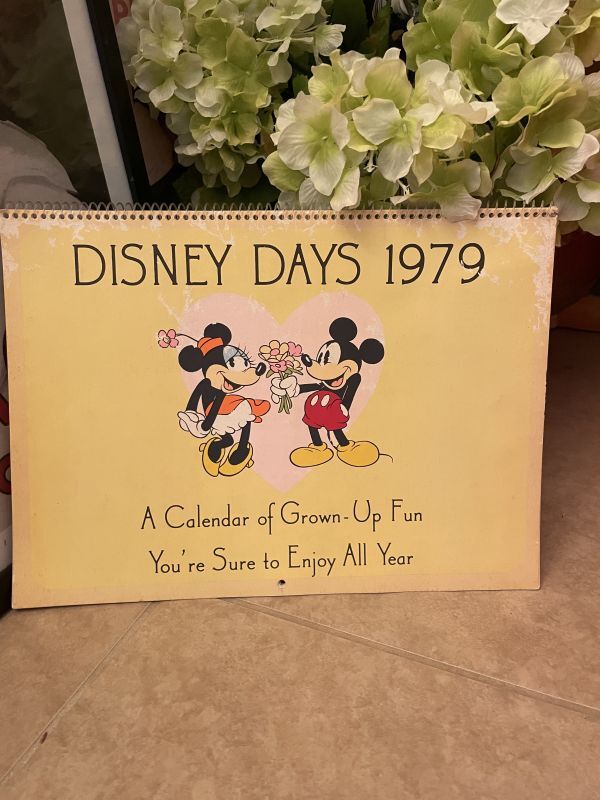 DISNEY DAYS 1979
A Calendar of Grown-Up Fun
You're Sure to Enjoy All Year